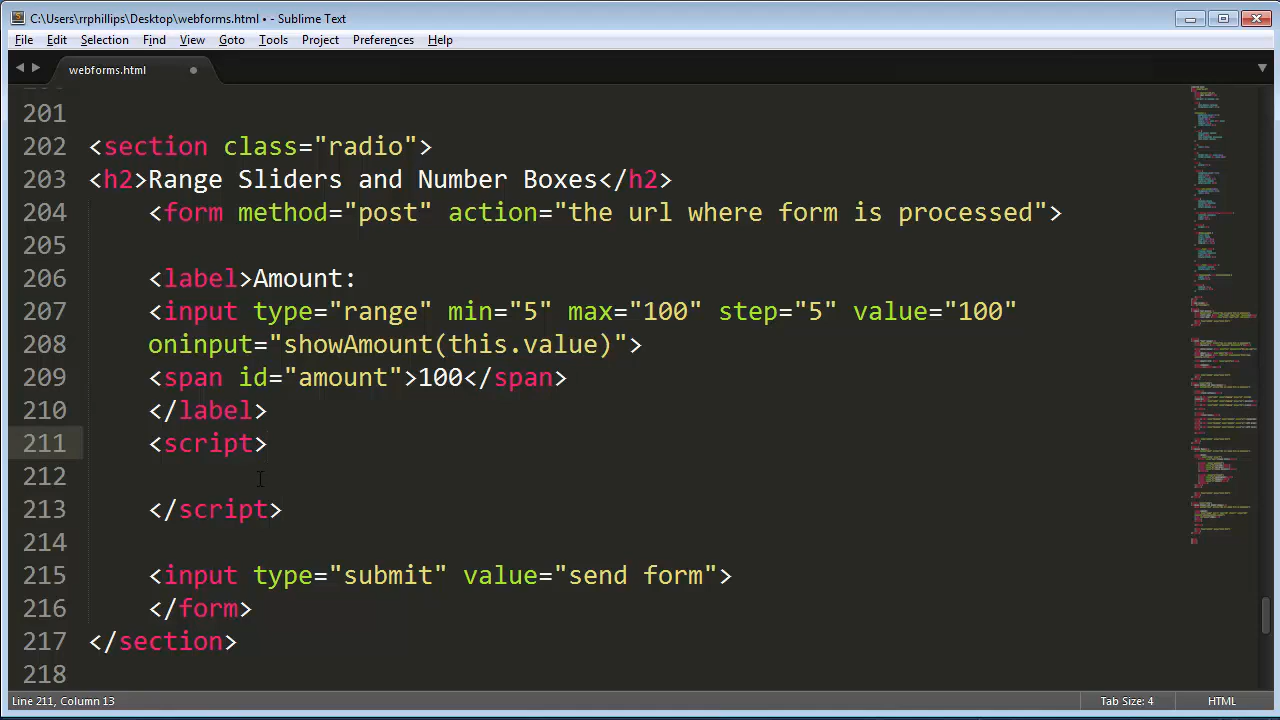 C:\Users\rrphillips\Desktop\webforms.html • - Sublime Text
File Edit Selection Find View Goto Tools Project Preferences Help
webforms.html
201
202 <section class="radio">
203 <h2>Range Sliders and Number Boxes</h2>
204 <form method="post" action="the url where form is processed">
205
206 <label>Amount:
207 <input type="range" min="5" max="100" step="5" value="100"
208 oninput="showAmount(this.value)">
209 <span id="amount">100</span>
210 </label>
211 <script>
212
213 </script>
214
215 <input type="submit" value="send form">
216 </form>
217 </section>
218
Line 211, Column 13 Tab Size: 4 HTML